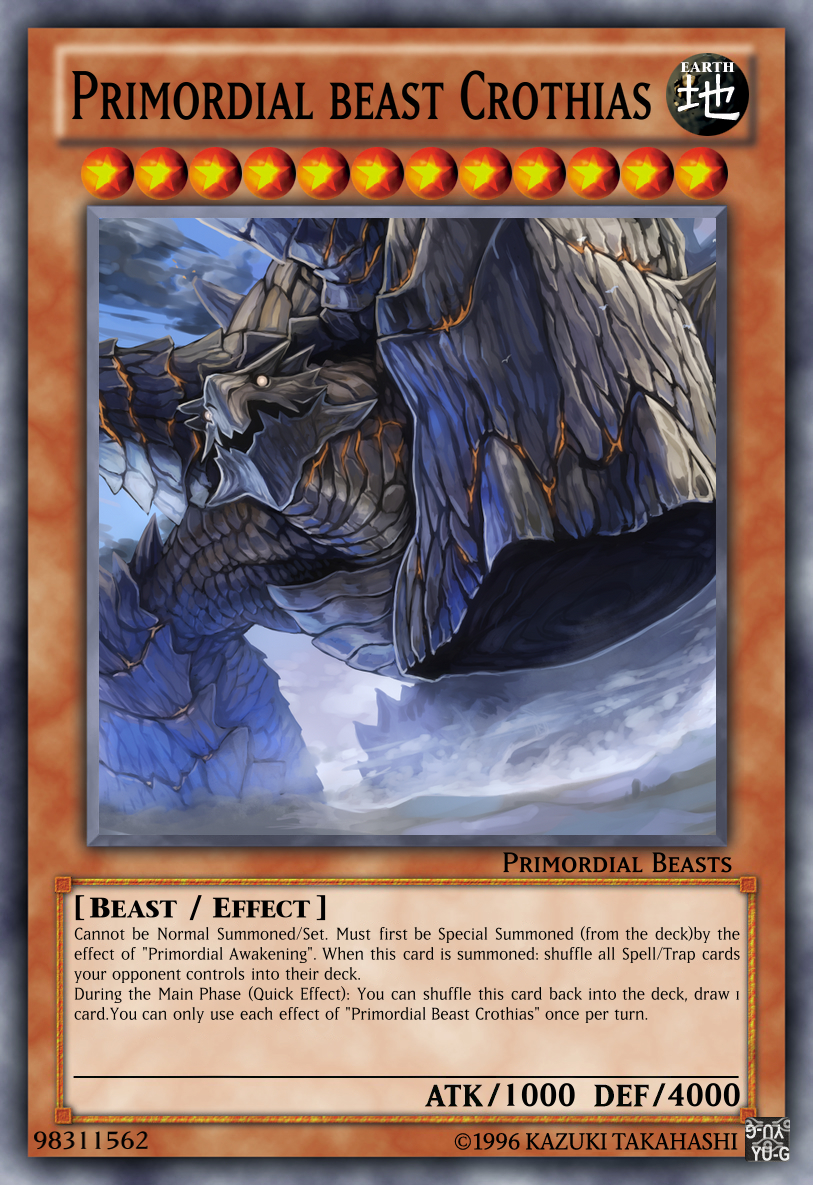 Primordial beast Crothias
EARTH
地
Primordial Beasts
[ Beast / Effect ]
Cannot be Normal Summoned/Set. Must first be Special Summoned (from the deck)by the
effect of "Primordial Awakening". When this card is summoned: shuffle all Spell/Trap cards
your opponent controls into their deck.
During the Main Phase (Quick Effect): You can shuffle this card back into the deck, draw 1
card.You can only use each effect of "Primordial Beast Crothias" once per turn.
ATK/1000 DEF/4000
98311562
©1996 KAZUKI TAKAHASHI
YU-G
YU-G